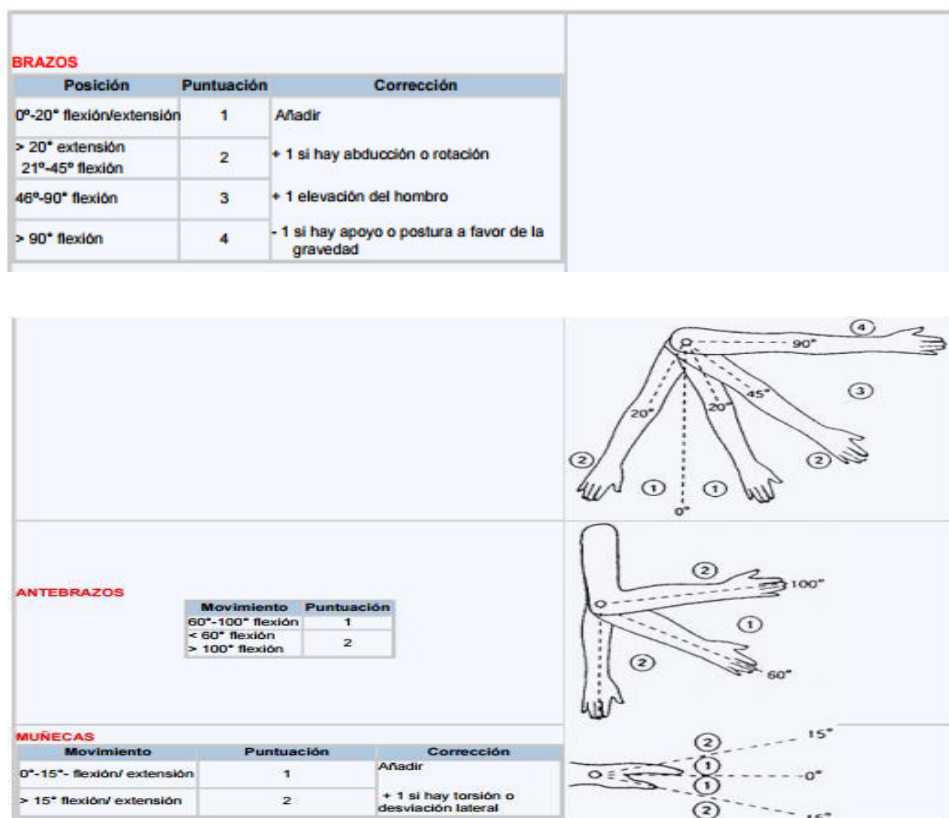 BRAZOS
Posición Puntuación Corrección
0º-20° flexión/extensión 1 Añadir
> 20° extensión
21º-45º flexión 2 + 1 si hay abducción o rotación
46º-90° flexión 3 + 1 elevación del hombro
> 90° flexión 4 - 1 si hay apoyo o postura a favor de la
gravedad
4
90°
3
45°
20° 20°
2 2
1 1
0°
ANTEBRAZOS
Movimiento Puntuación
60°-100° flexión 1
< 60° flexión
> 100° flexión 2
2
100°
1
2
60°
MUÑECAS
Movimiento Puntuación Corrección
0°-15°- flexión/ extensión 1 Añadir
> 15° flexión/ extensión 2 + 1 si hay torsión o
desviación lateral
15°
2
1
0°
1
2
15°